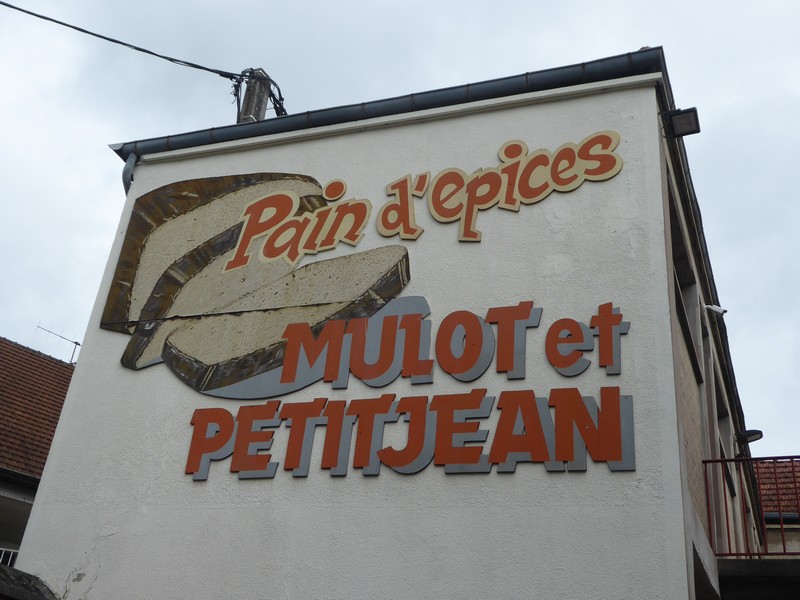 Pain d'epices
MULOT et
PETITJEAN